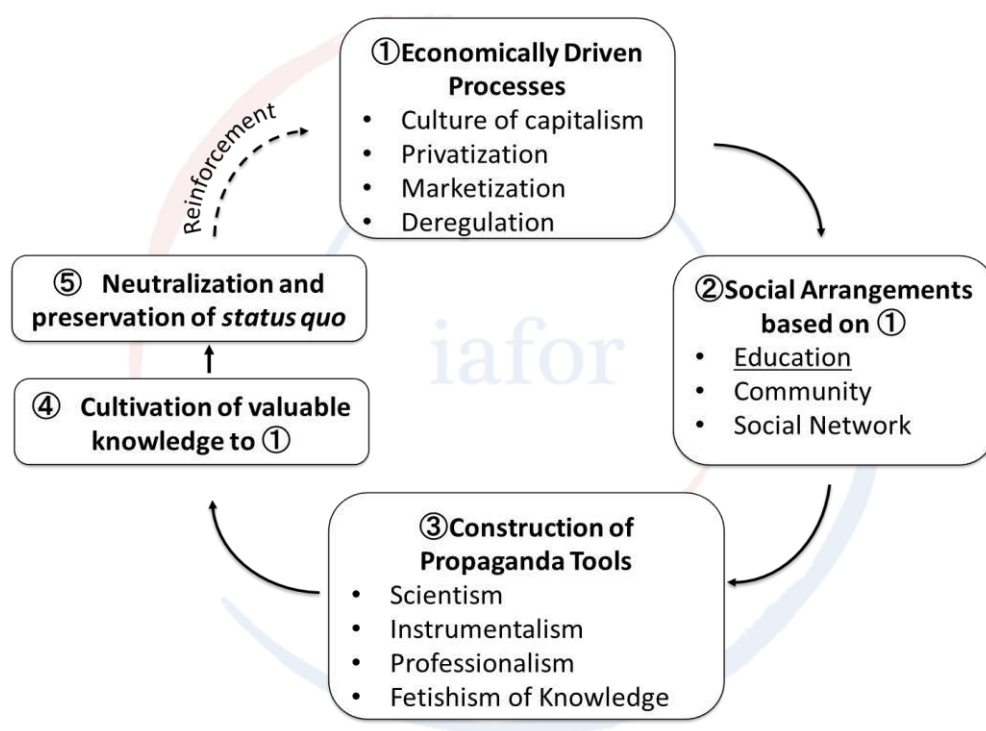 ①Economically Driven
Processes
• Culture of capitalism
• Privatization
• Marketization
• Deregulation
Reinforcement
②Social Arrangements
based on ①
• Education
• Community
• Social Network
③Construction of
Propaganda Tools
• Scientism
• Instrumentalism
• Professionalism
• Fetishism of Knowledge
④ Cultivation of valuable
knowledge to ①
⑤ Neutralization and
preservation of status quo
iafor